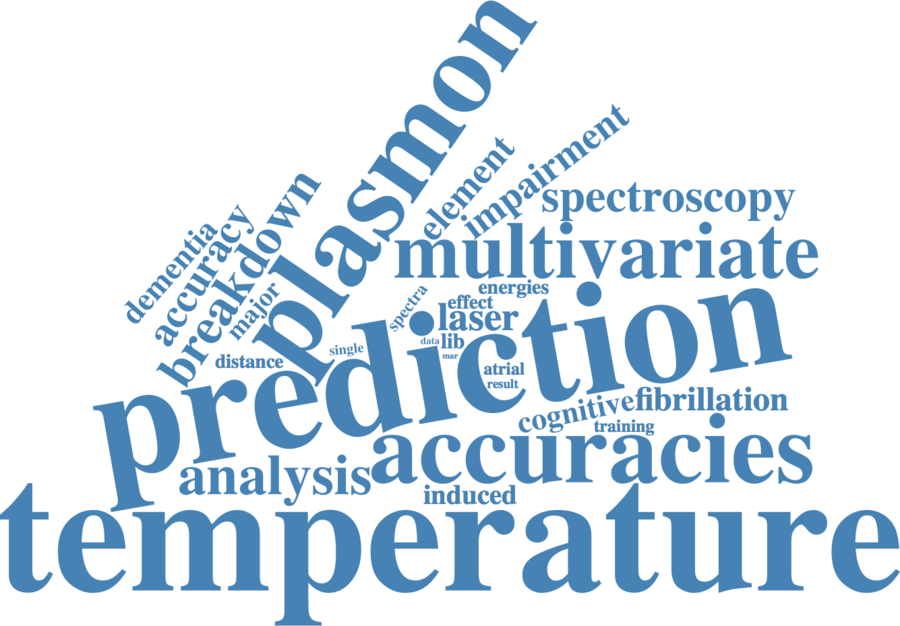 plasmon
element
impairment
spectroscopy
dementia
accuracy
breakdown
major
multivariate
energies
spectra
effect
laser
data
lib
mar
single
distance
prediction
atrial
result
cognitive
fibrillation
training
accuracies
analysis
induced
temperature